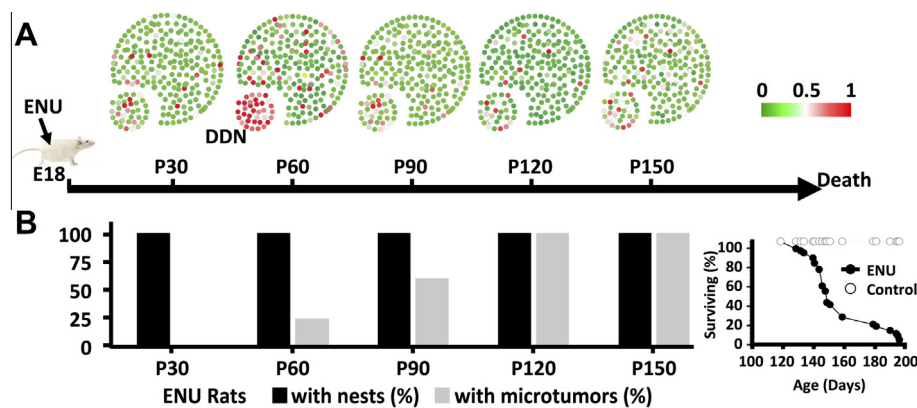 A
ENU
E18
DDN
0 0.5 1
P30 P60 P90 P120 P150
Death
B
100
75
50
25
0
P30 P60 P90 P120 P150
ENU Rats with nests (%) with microtumors (%)
Surviving (%)
100
80
60
40
20
0
ENU
Control
100 120 140 160 180 200
Age (Days)